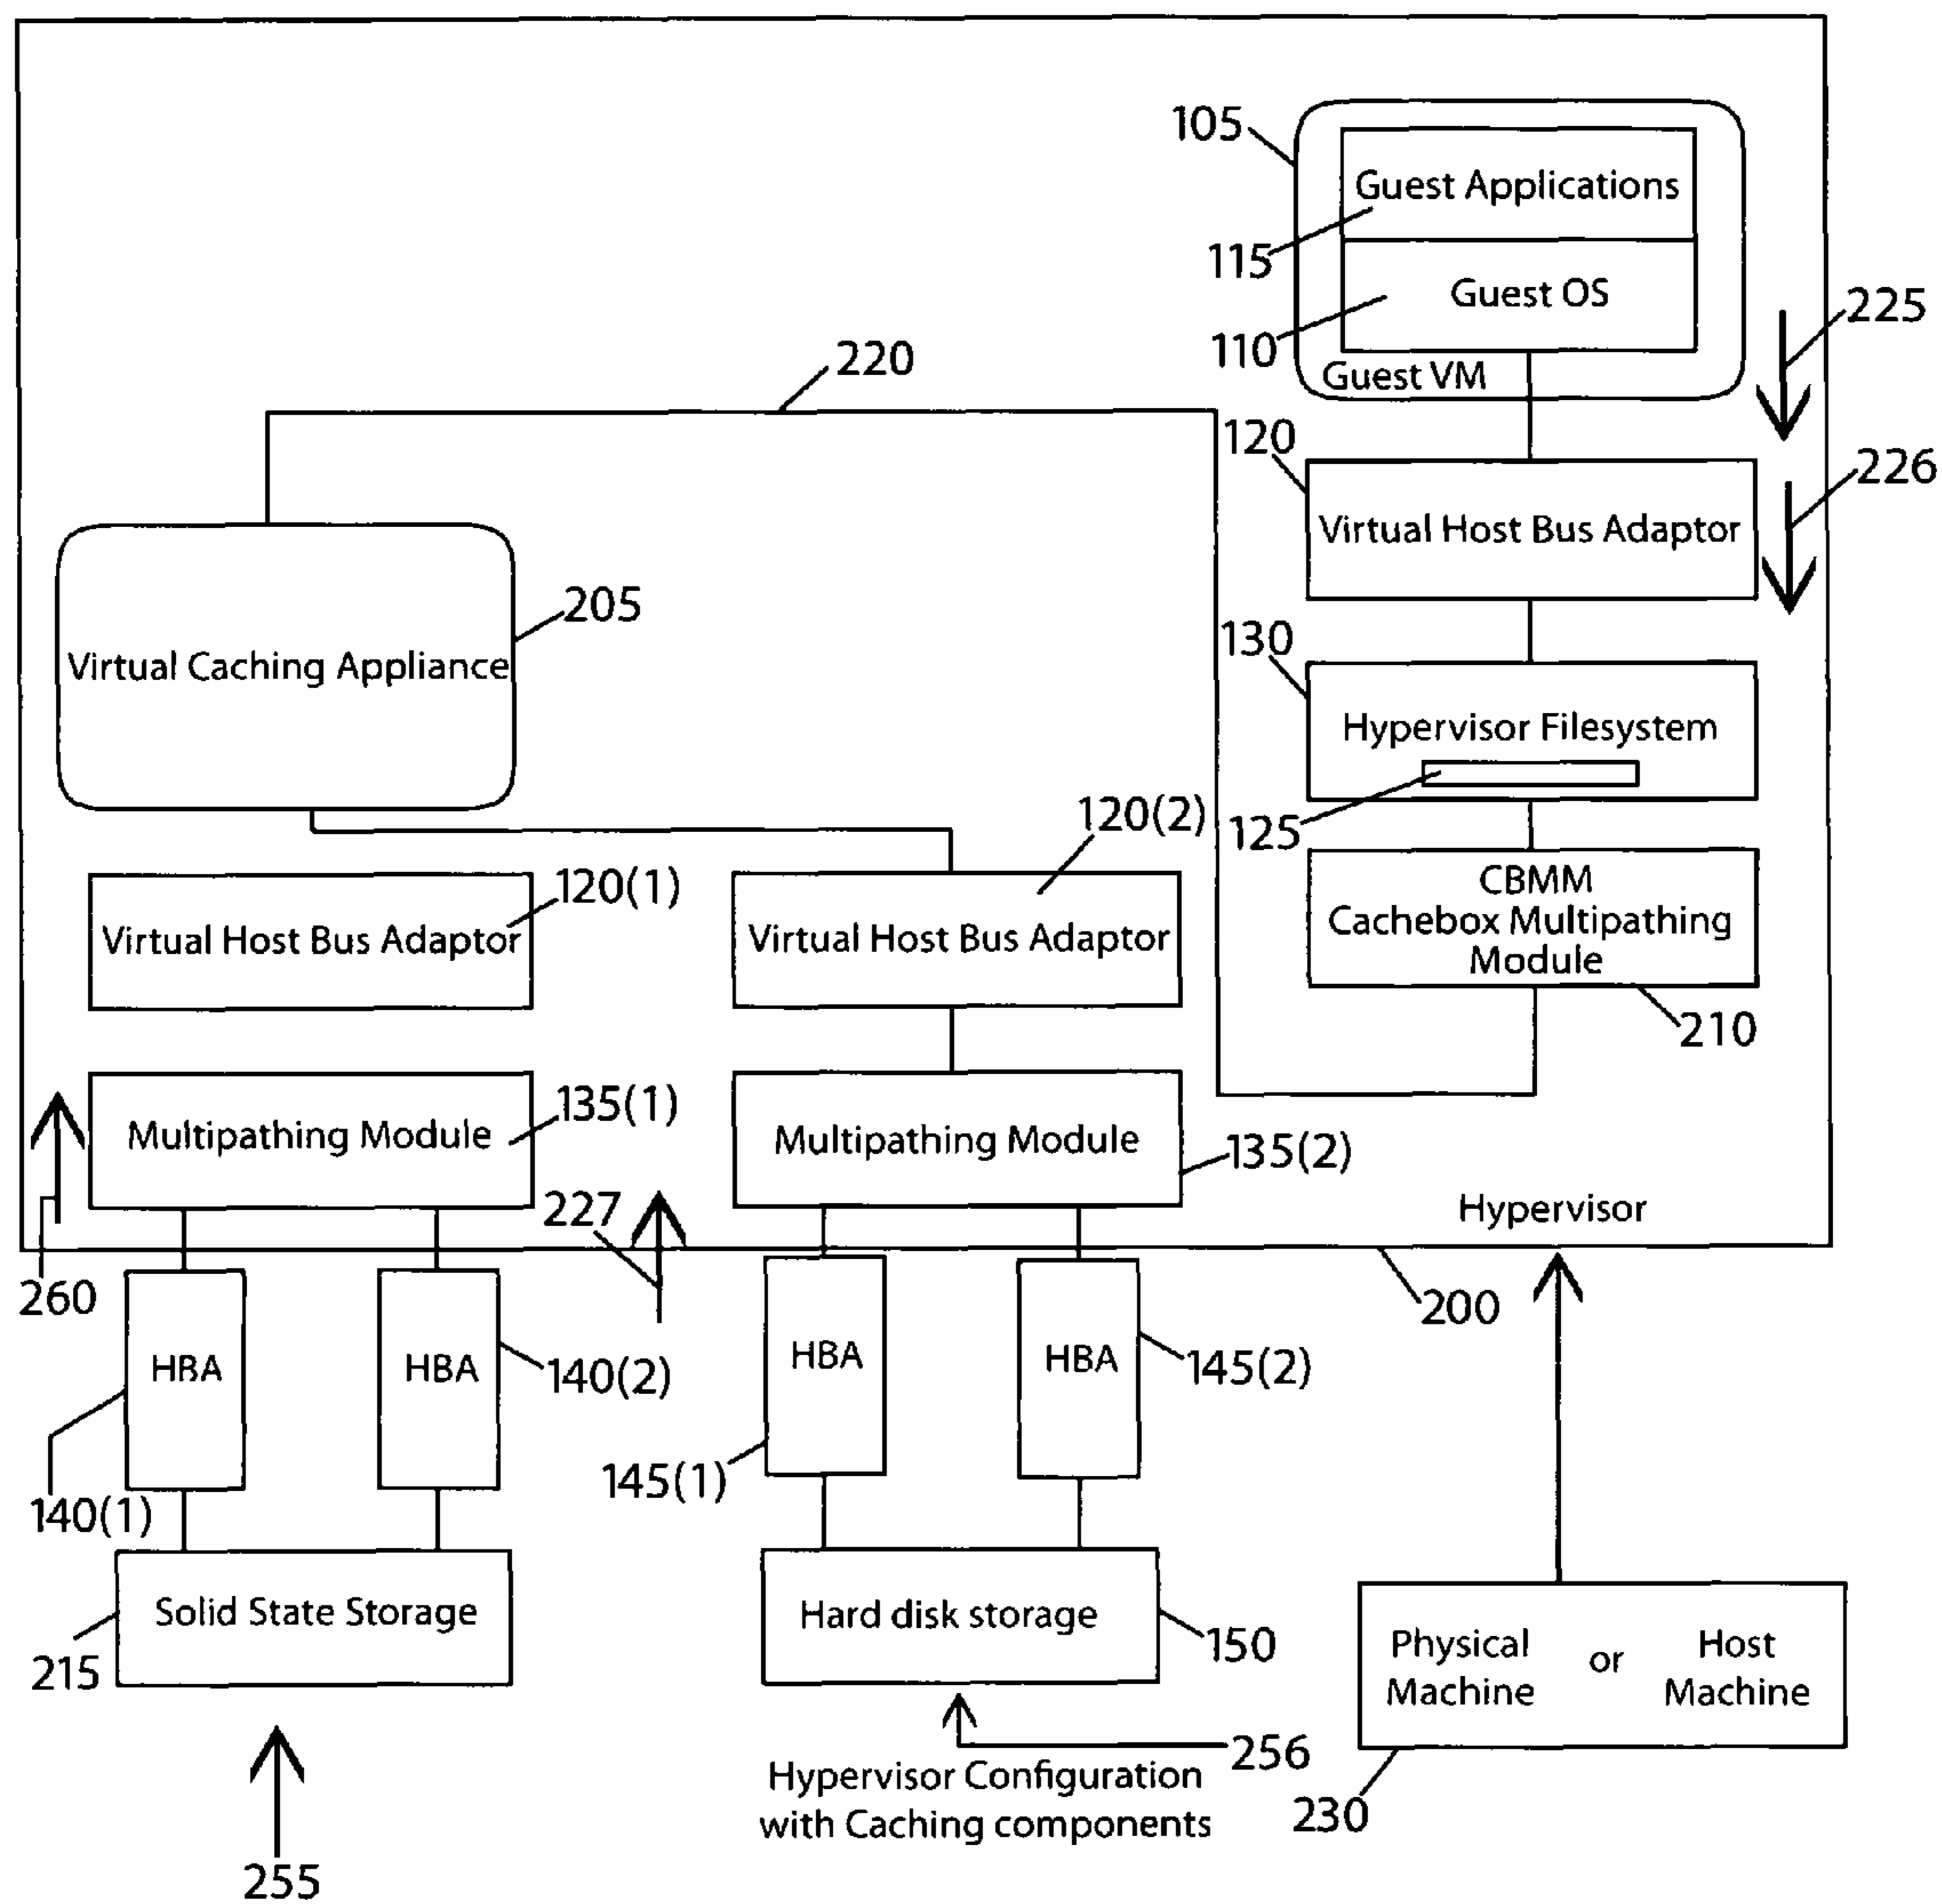 105
Guest Applications
115
Guest OS
110
Guest VM
225
220
120
226
Virtual Host Bus Adaptor
205
130
Virtual Caching Appliance
Hypervisor Filesystem
125
120(2)
120(1)
CBMM
Cachebox Multipathing
Module
Virtual Host Bus Adaptor
Virtual Host Bus Adaptor
210
135(1)
Multipathing Module
Multipathing Module
135(2)
227
Hypervisor
260
200
HBA
HBA
140(2)
HBA
HBA
145(2)
145(1)
140(1)
Solid State Storage
215
Hard disk storage
150
Physical
Machine
or
Host
Machine
256
Hypervisor Configuration
with Caching components
230
255